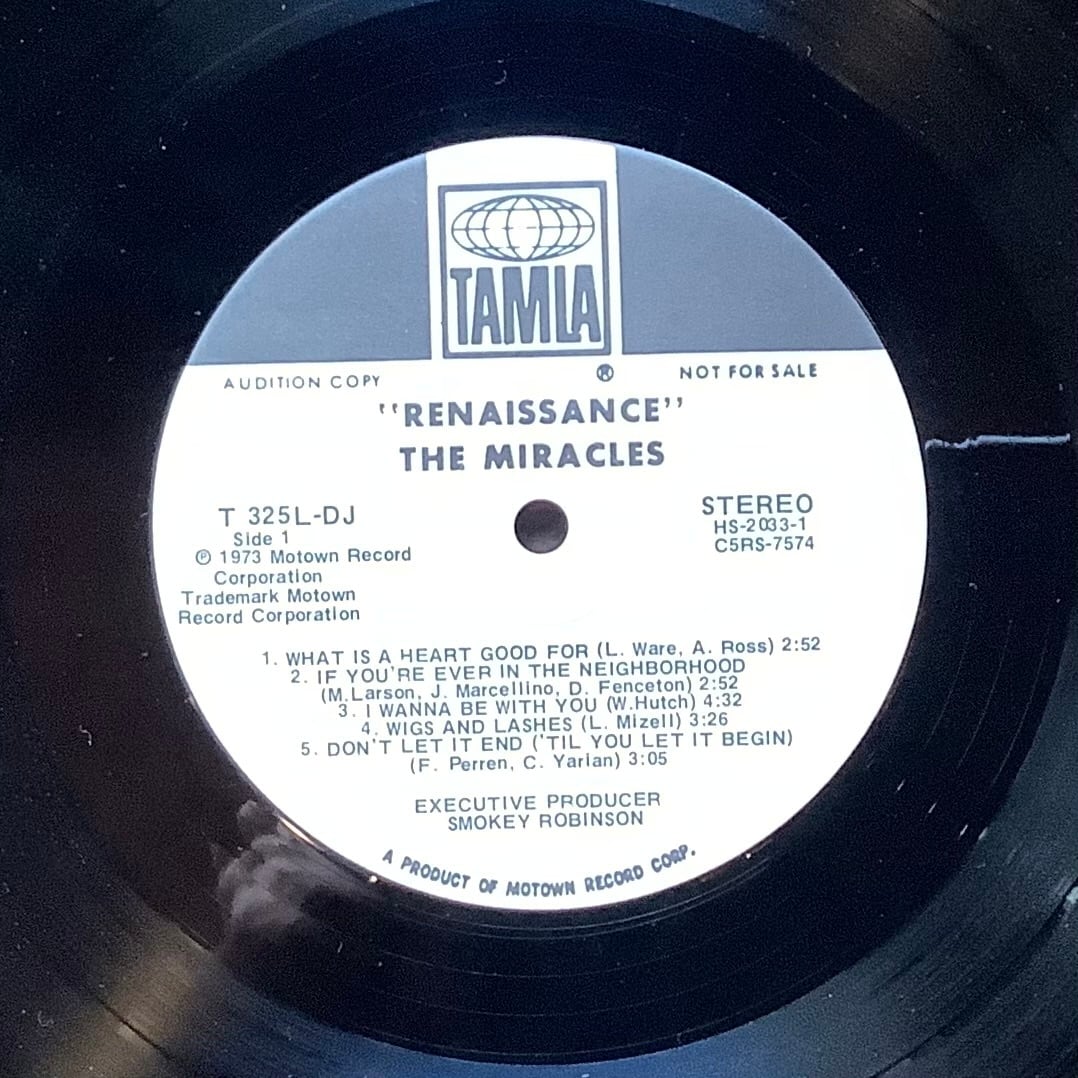 TAMLA
®
AUDITION COPY
NOT FOR SALE
"RENAISSANCE"
THE MIRACLES
T 325L-DJ
Side 1
℗ 1973 Motown Record
Corporation
Trademark Motown
Record Corporation
STEREO
HS-2033-1
C5RS-7574
1. WHAT IS A HEART GOOD FOR (L. Ware, A. Ross) 2:52
2. IF YOU'RE EVER IN THE NEIGHBORHOOD
(M.Larson, J. Marcellino, D. Fenceton) 2:52
3. I WANNA BE WITH YOU (W.Hutch) 4:32
4. WIGS AND LASHES (L. Mizell) 3:26
5. DON'T LET IT END ('TIL YOU LET IT BEGIN)
(F. Perren, C. Yarian) 3:05
EXECUTIVE PRODUCER
SMOKEY ROBINSON
A PRODUCT OF MOTOWN RECORD CORP.